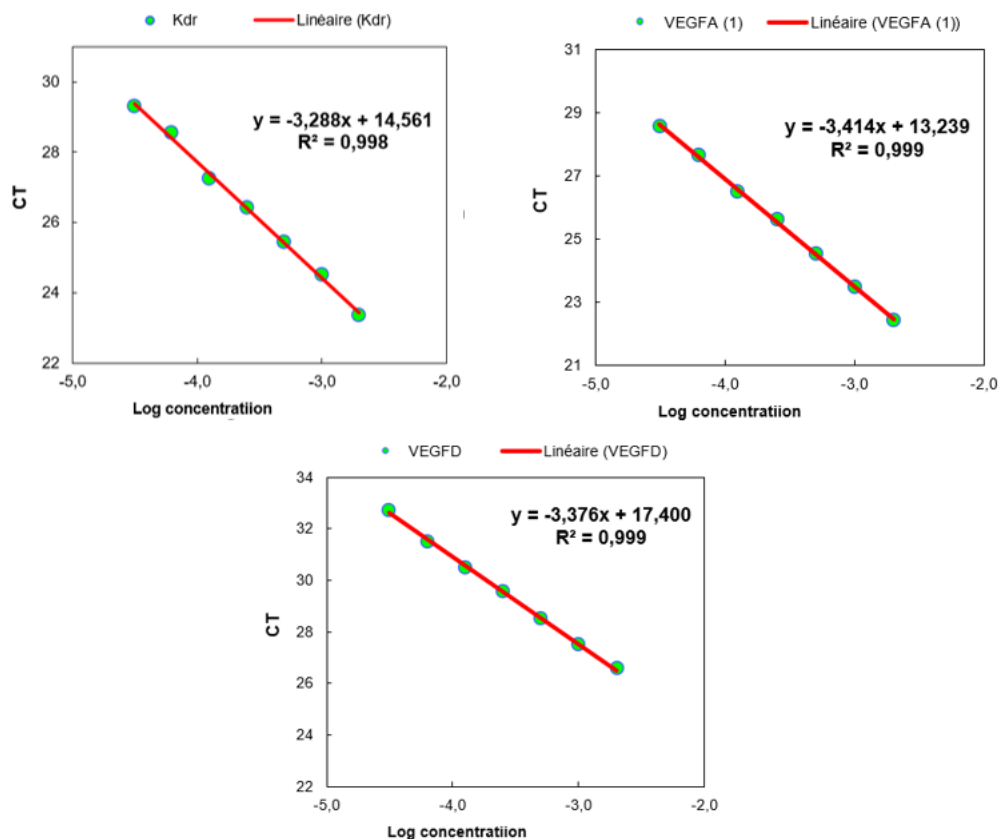 Kdr Linéaire (Kdr)
30
28
26
24
22
CT
y = -3,288x + 14,561
R² = 0,998
-5,0 -4,0 -3,0 -2,0
Log concentratiion
VEGFA (1) Linéaire (VEGFA (1))
31
29
27
25
23
21
CT
y = -3,414x + 13,239
R² = 0,999
-5,0 -4,0 -3,0 -2,0
Log concentratiion
VEGFD Linéaire (VEGFD)
34
32
30
28
26
24
22
CT
y = -3,376x + 17,400
R² = 0,999
-5,0 -4,0 -3,0 -2,0
Log concentratiion